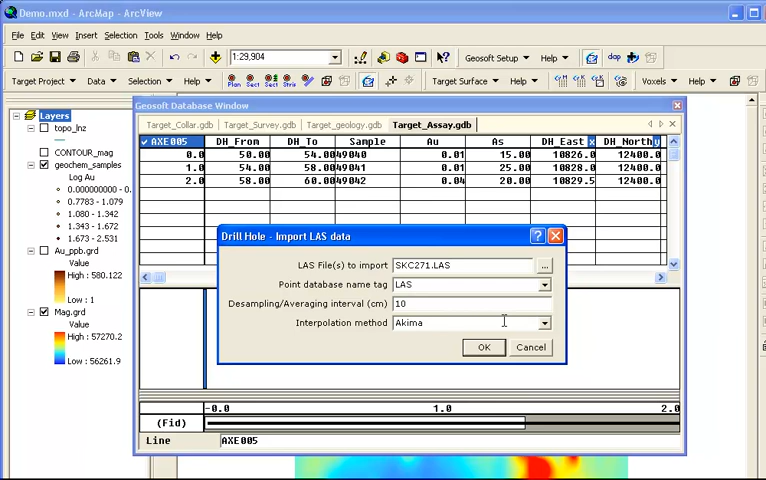 Demo.mxd - ArcMap - ArcView
File Edit View Insert Selection Tools Window Help
1:29,904
Geosoft Setup Help
dap
Target Project Data Selection Help
Plan Sect Sect Stris
Target Surface Help
Voxels Help
Layers
topo_lnz
CONTOUR_mag
geochem_samples
Log Au
0.000000000 - 0.
0.7783 - 1.079
1.080 - 1.342
1.343 - 1.672
1.673 - 2.531
Au_ppb.grd
Value
High : 580.122
Low : 1
Mag.grd
Value
High : 57270.2
Low : 56261.9
Geosoft Database Window
Target_Collar.gdb Target_Survey.gdb Target_geology.gdb Target_Assay.gdb
AXE005 DH_From DH_To Sample Au As DH_East x DH_North y
0.0 50.00 54.00 49040 0.01 15.00 10826.0 12400.0
1.0 54.00 58.00 49041 0.01 25.00 10828.0 12400.0
2.0 58.00 60.00 49042 0.04 20.00 10829.5 12400.0
Drill Hole - Import LAS data
LAS File(s) to import SKC271.LAS ...
Point database name tag LAS
Desampling/Averaging interval (cm) 10
Interpolation method Akima
OK Cancel
-0.0 1.0 2.0
(Fid)
Line AXE005